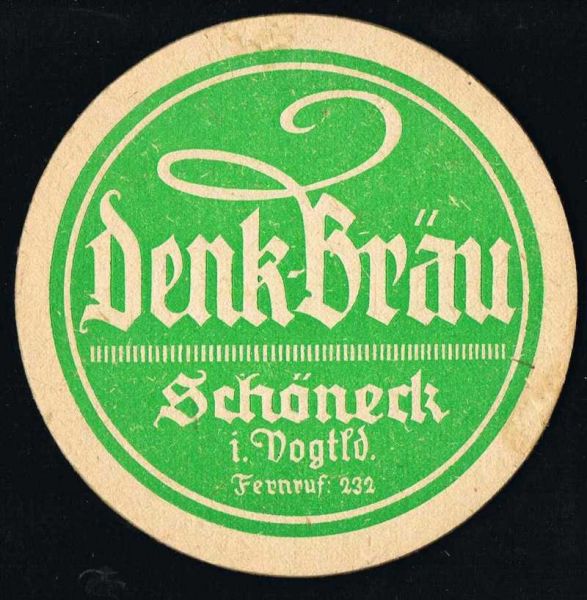 Denk-Bräu
Schöneck
i. Vogtld.
Fernruf: 232